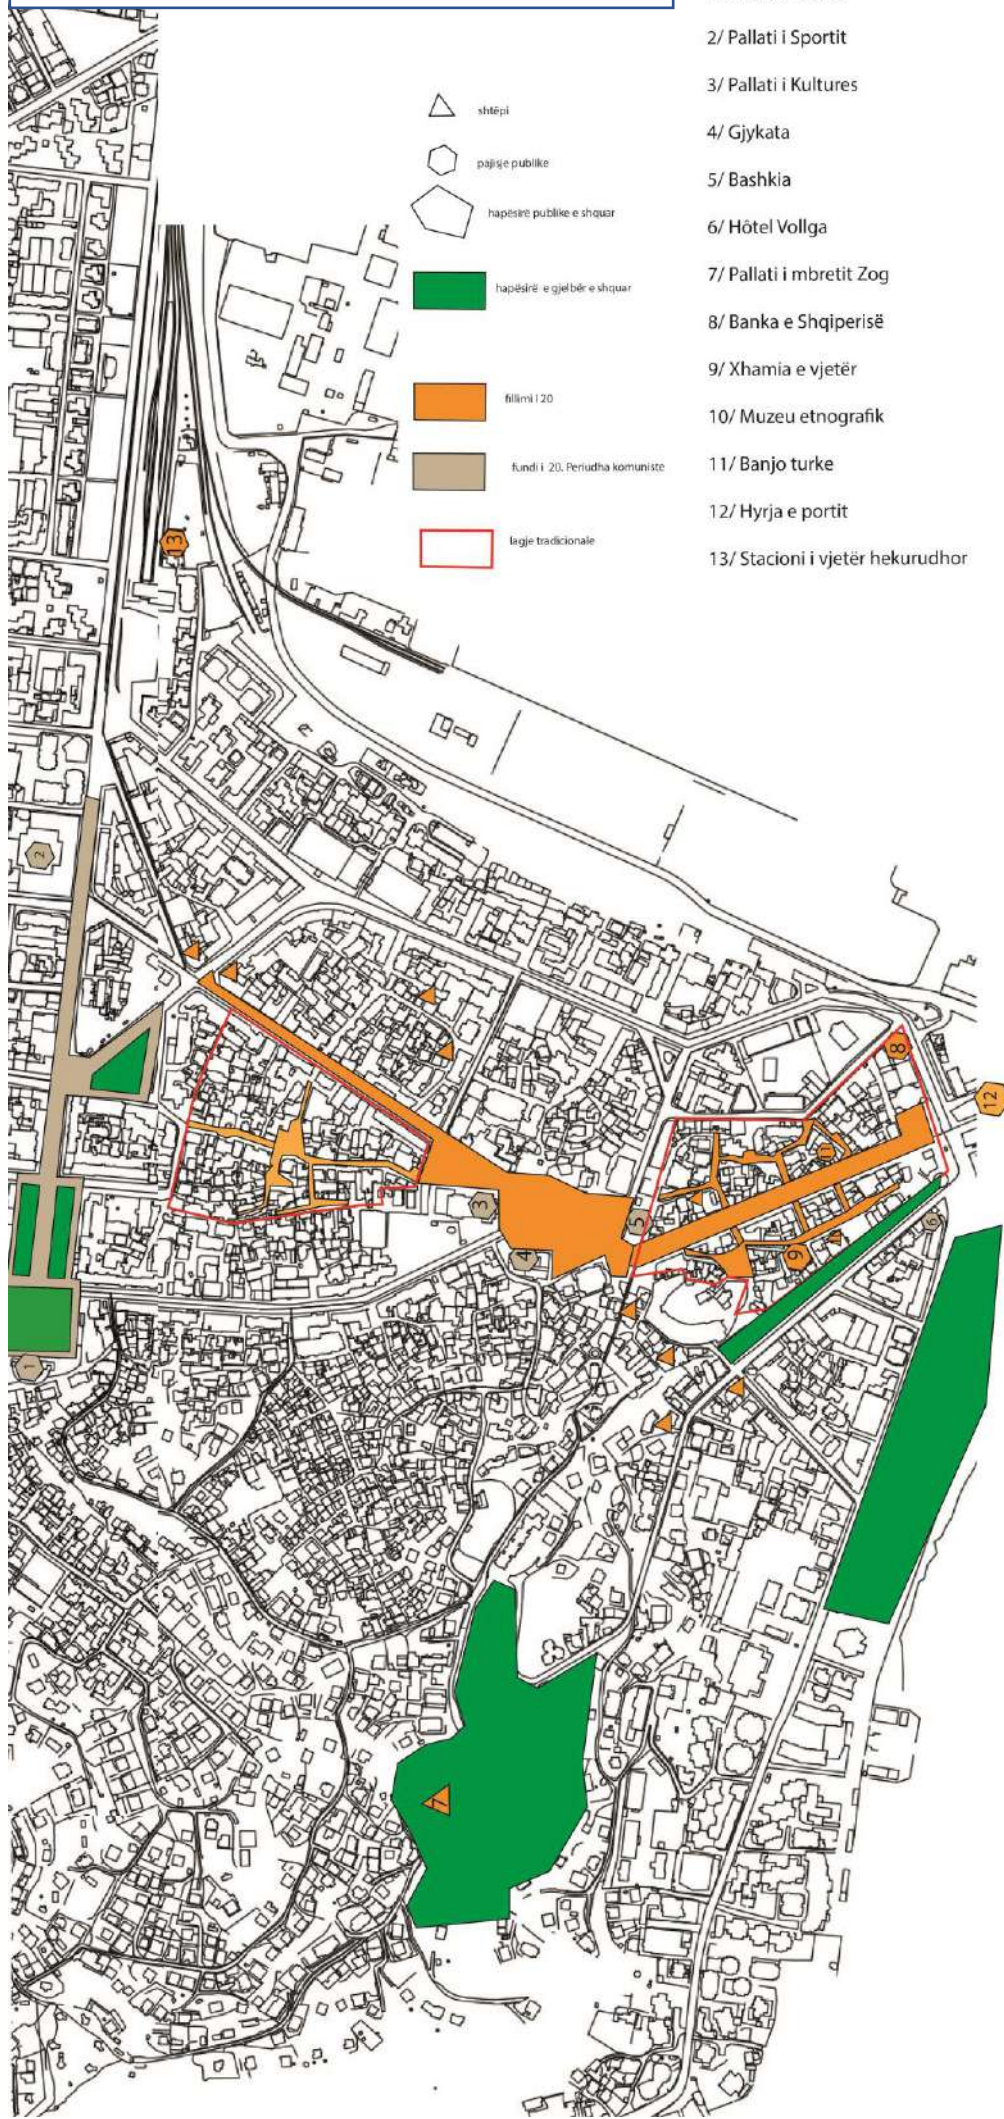 2/ Pallati i Sportit
3/ Pallati i Kultures
4/ Gjykata
5/ Bashkia
6/ Hôtel Vollga
7/ Pallati i mbretit Zog
8/ Banka e Shqiperisë
9/ Xhamia e vjetër
10/ Muzeu etnografik
11/ Banjo turke
12/ Hyrja e portit
13/ Stacioni i vjetër hekurudhor
shtëpi
pajisje publike
hapësirë publike e shquar
hapësirë e gjelbër e shquar
fillimi i 20
fundi i 20. Periudha komuniste
lagje tradicionale
13
2
8
12
11
3
5
4
9
6
1
7